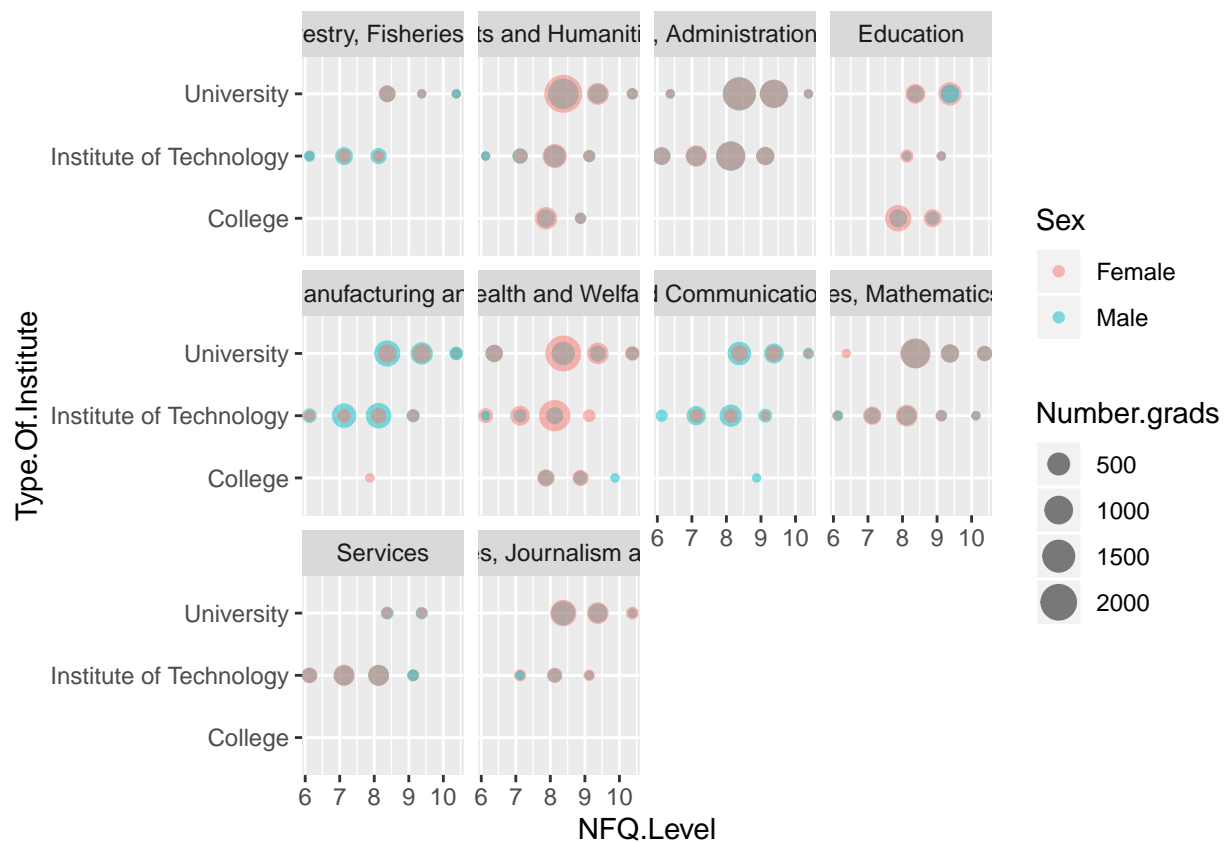 estry, Fisheries
ts and Humaniti
, Administration
Education
University
Institute of Technology
College
anufacturing an
ealth and Welfa
d Communicatio
es, Mathematics
University
Institute of Technology
College
6 7 8 9 10
6 7 8 9 10
Services
es, Journalism a
University
Institute of Technology
College
6 7 8 9 10
6 7 8 9 10
NFQ.Level
Type.Of.Institute
Sex
Female
Male
Number.grads
500
1000
1500
2000